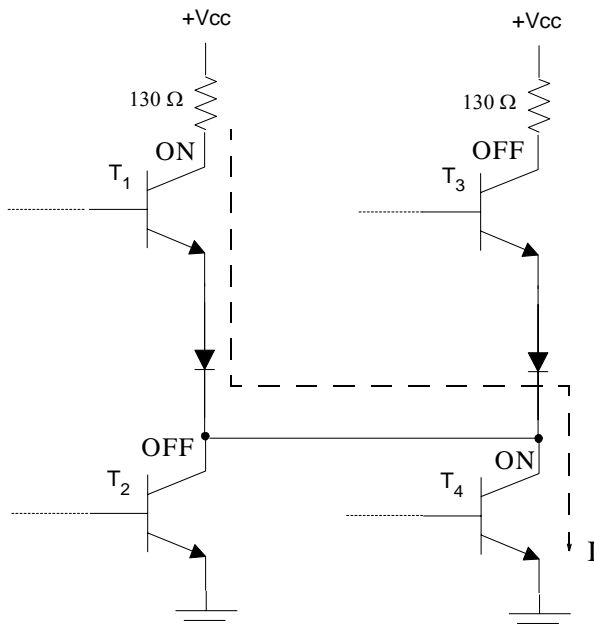 +Vcc
+Vcc
130 Ω
130 Ω
ON
OFF
T1
T3
OFF
ON
T2
T4
I